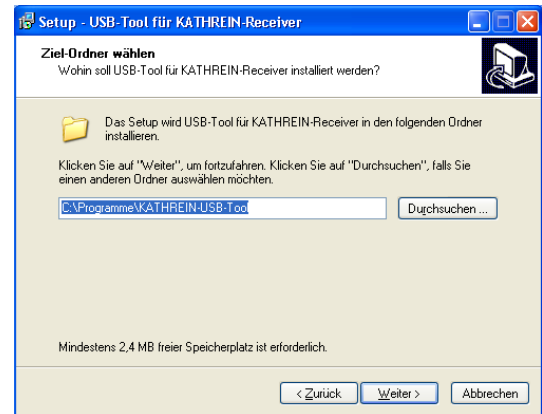 Setup - USB-Tool für KATHREIN-Receiver
Ziel-Ordner wählen
Wohin soll USB-Tool für KATHREIN-Receiver installiert werden?
Das Setup wird USB-Tool für KATHREIN-Receiver in den folgenden Ordner
installieren.
Klicken Sie auf "Weiter", um fortzufahren. Klicken Sie auf "Durchsuchen", falls Sie
einen anderen Ordner auswählen möchten.
C:\Programme\KATHREIN-USB-Tool
Durchsuchen ...
Mindestens 2,4 MB freier Speicherplatz ist erforderlich.
< Zurück
Weiter >
Abbrechen